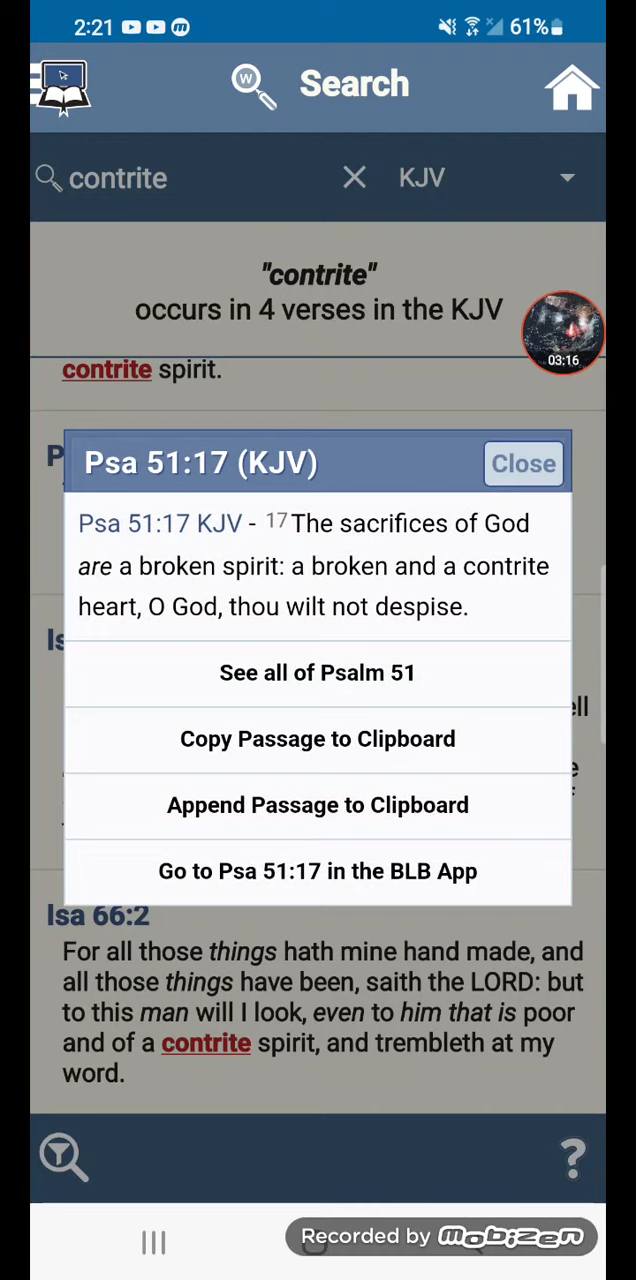 2:21 61%
W Search
contrite KJV
"contrite"
occurs in 4 verses in the KJV
03:16
contrite spirit.
P
Psa 51:17 (KJV) Close
Psa 51:17 KJV - 17 The sacrifices of God
are a broken spirit: a broken and a contrite
heart, O God, thou wilt not despise.
Is
See all of Psalm 51
ell
Copy Passage to Clipboard
e
Append Passage to Clipboard
Go to Psa 51:17 in the BLB App
Isa 66:2
For all those things hath mine hand made, and
all those things have been, saith the LORD: but
to this man will I look, even to him that is poor
and of a contrite spirit, and trembleth at my
word.
?
Recorded by mobizen